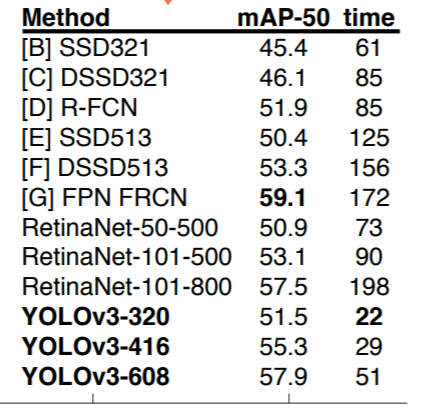 Method mAP-50 time
[B] SSD321 45.4 61
[C] DSSD321 46.1 85
[D] R-FCN 51.9 85
[E] SSD513 50.4 125
[F] DSSD513 53.3 156
[G] FPN FRCN 59.1 172
RetinaNet-50-500 50.9 73
RetinaNet-101-500 53.1 90
RetinaNet-101-800 57.5 198
YOLOv3-320 51.5 22
YOLOv3-416 55.3 29
YOLOv3-608 57.9 51